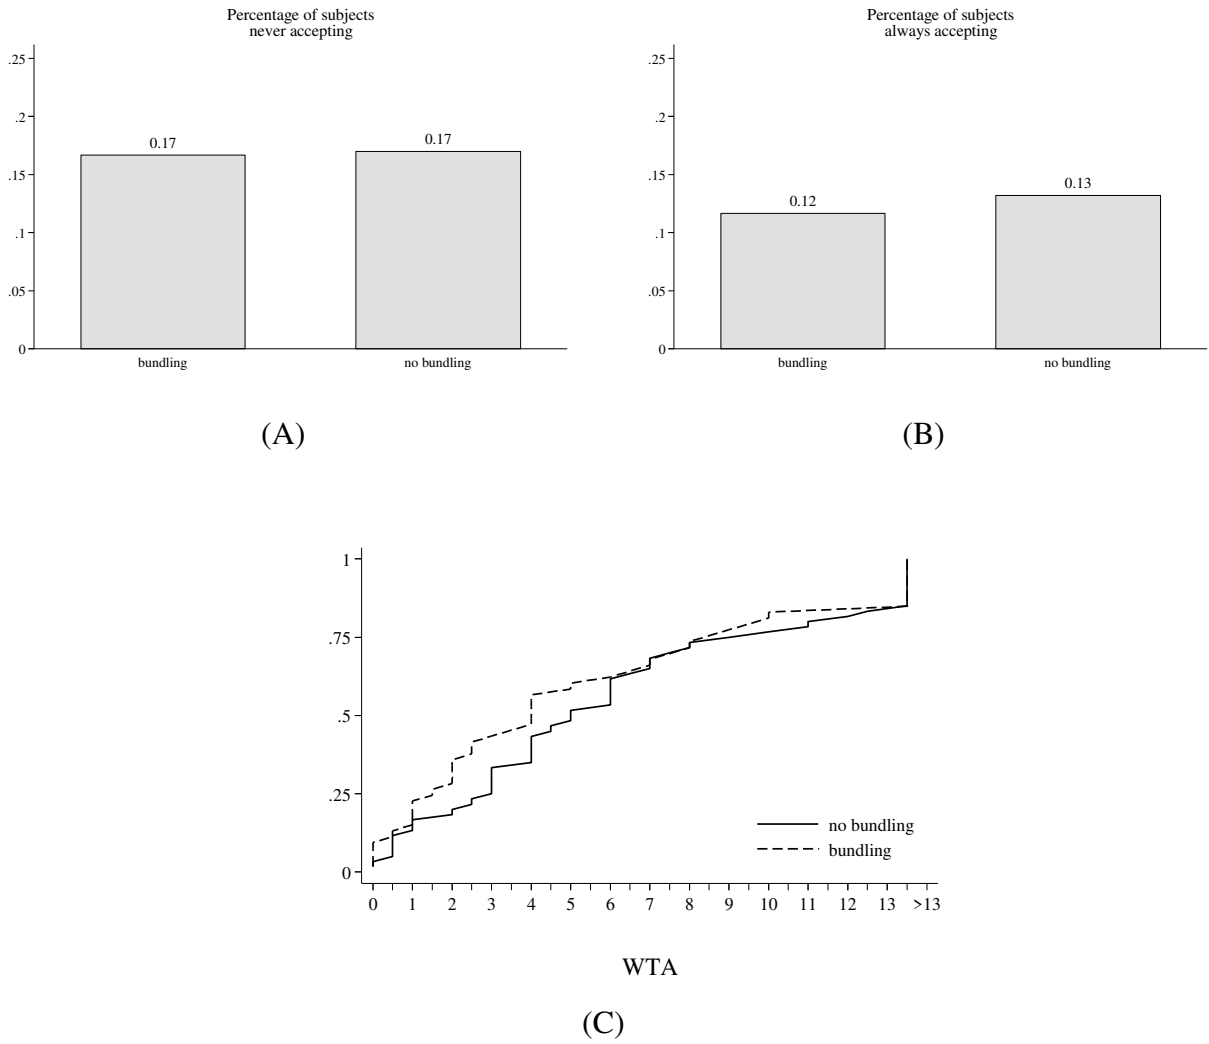 Percentage of subjects
never accepting
.25
.2
.15
.1
.05
0
0.17
0.17
bundling
no bundling
(A)
Percentage of subjects
always accepting
.25
.2
.15
.1
.05
0
0.12
0.13
bundling
no bundling
(B)
1
.75
.5
.25
0
no bundling
bundling
0 1 2 3 4 5 6 7 8 9 10 11 12 13 >13
WTA
(C)